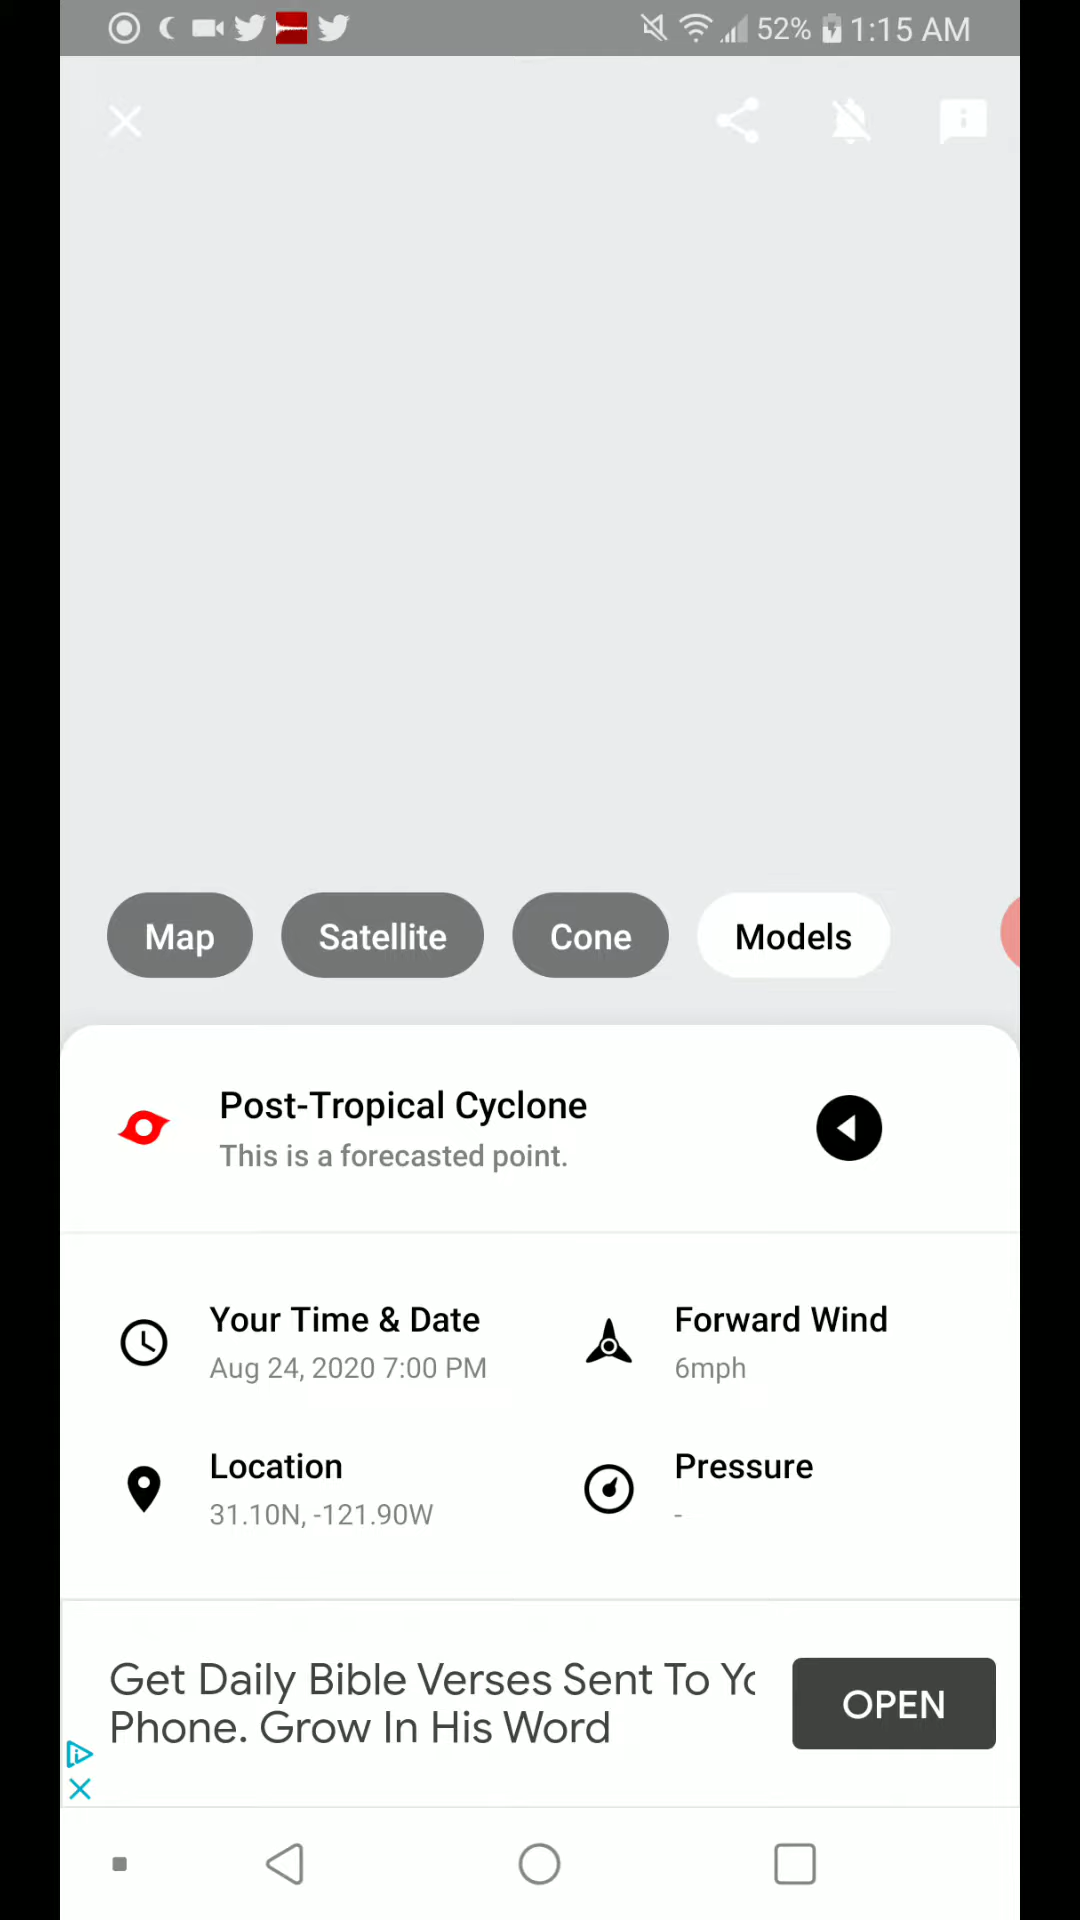 52% 1:15 AM
Map Satellite Cone Models
Post-Tropical Cyclone
This is a forecasted point.
Your Time & Date Forward Wind
Aug 24, 2020 7:00 PM 6mph
Location Pressure
31.10N, -121.90W -
Get Daily Bible Verses Sent To
Phone. Grow In His Word
OPEN